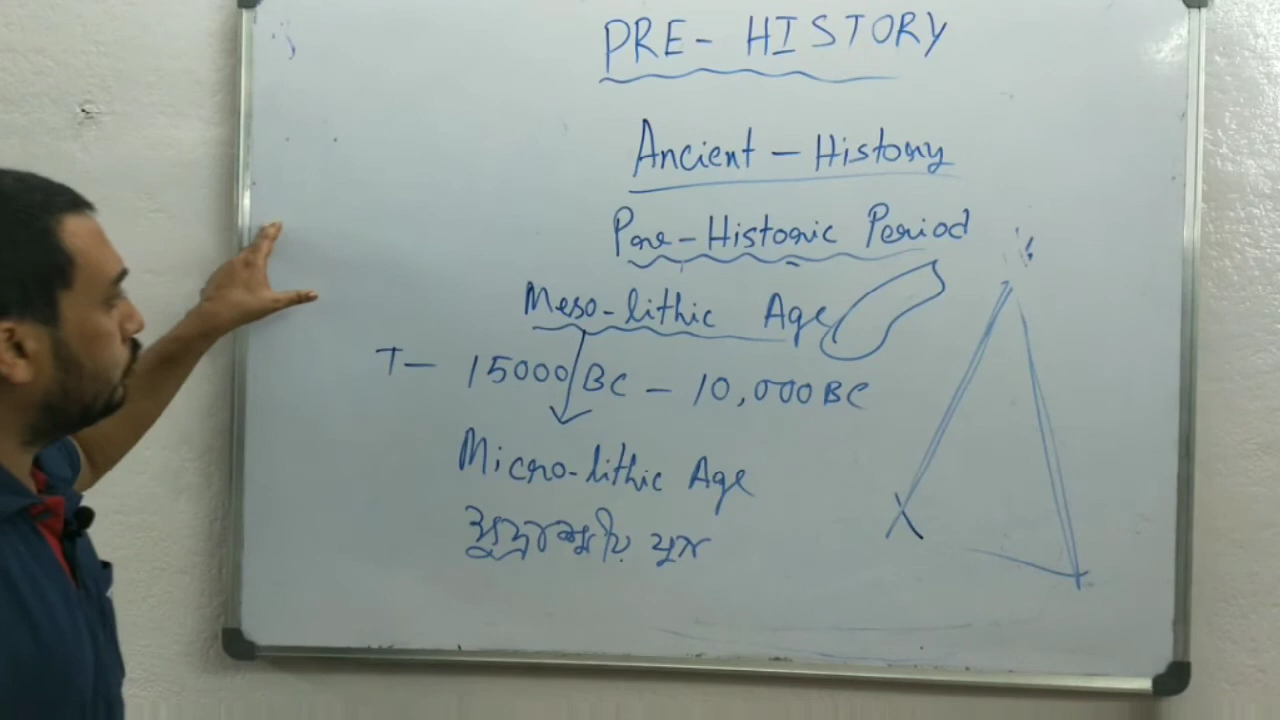 PRE- HISTORY
Ancient - History
Pre-Historic Period
Meso-lithic Age
T- 15000 BC - 10,000 BC
Micro-lithic Age
যুগ